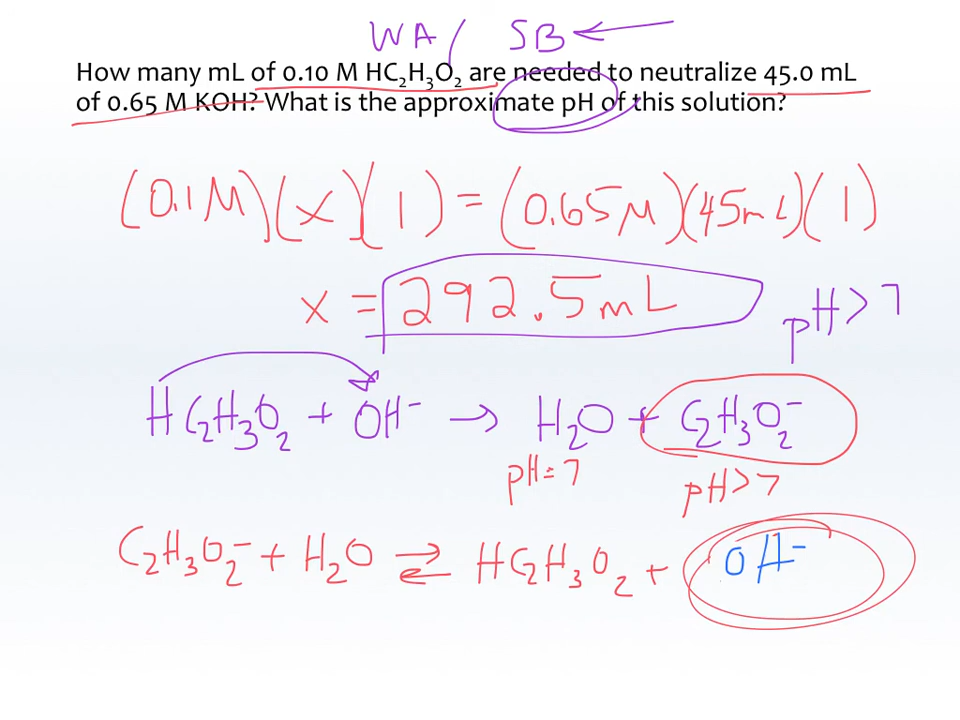 WA / SB ←
How many mL of 0.10 M HC₂H₃O₂ are needed to neutralize 45.0 mL
of 0.65 M KOH? What is the approximate pH of this solution?
(0.1M)(x)(1) = (0.65M)(45mL)(1)
x = 292.5mL
pH > 7
HC₂H₃O₂ + OH⁻ → H₂O + C₂H₃O₂⁻
pH = 7
pH > 7
C₂H₃O₂⁻ + H₂O ⇌ HC₂H₃O₂ + OH⁻